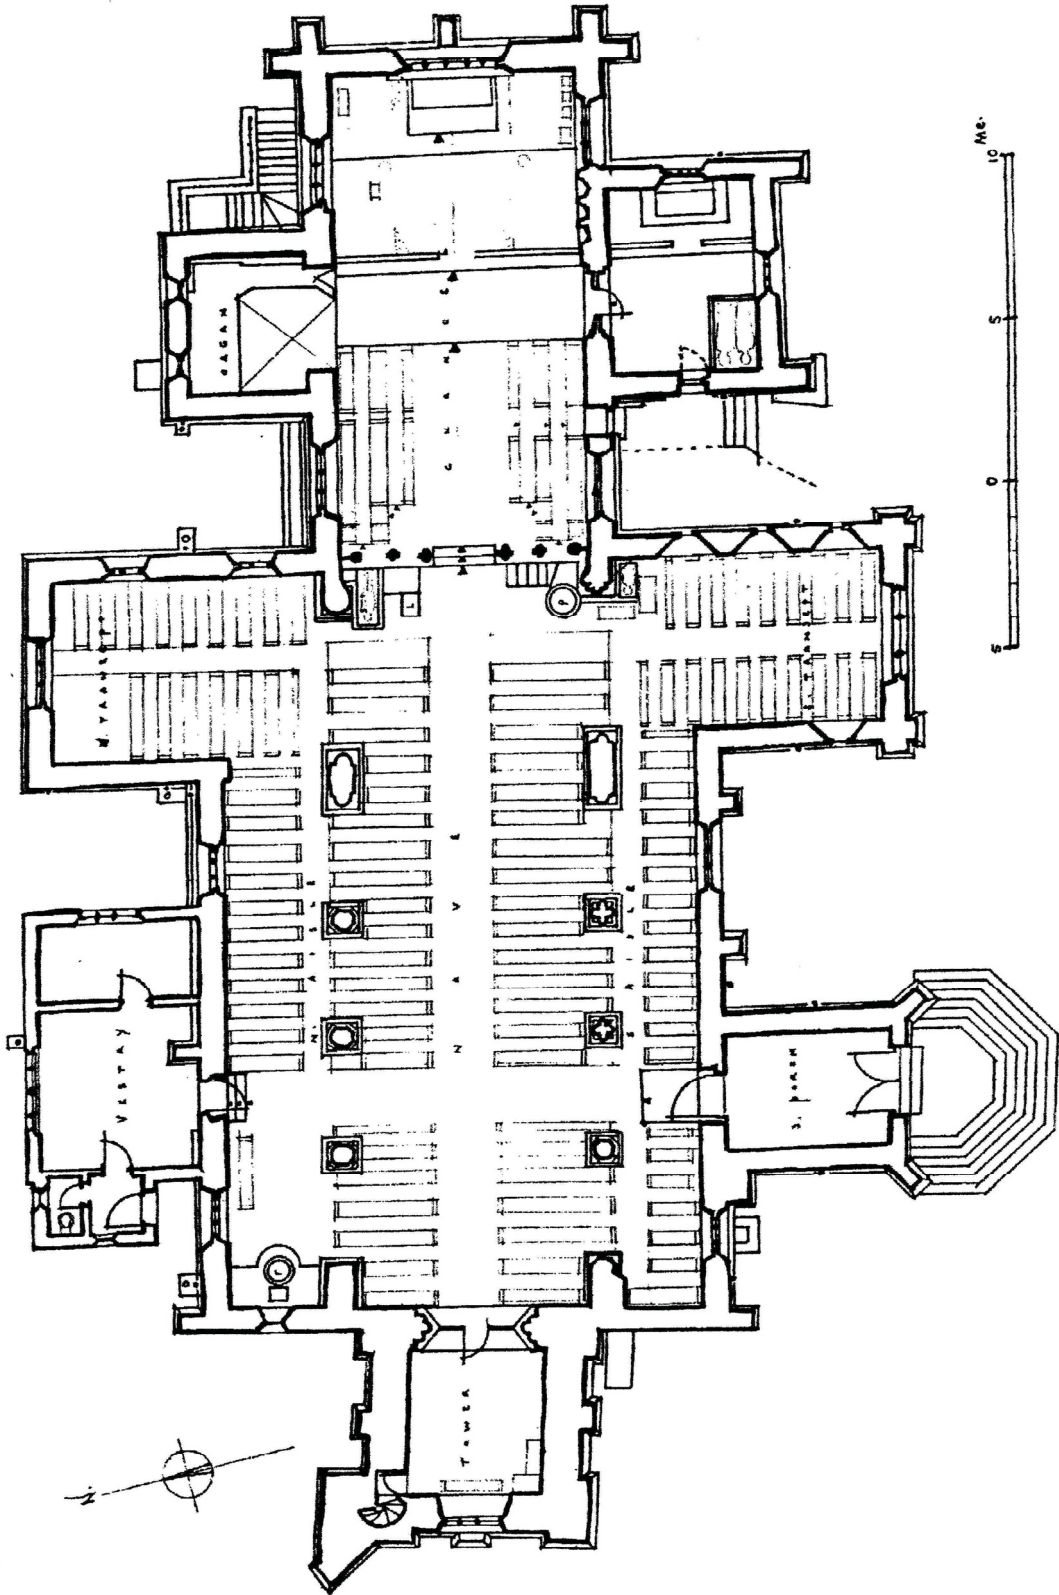 ORGAN
CHANCEL
N. TRANSEPT
S. TRANSEPT
N. AISLE
NAVE
S. AISLE
VESTRY
S. PORCH
TOWER
N.
P
L
5 0 5 10 Me.